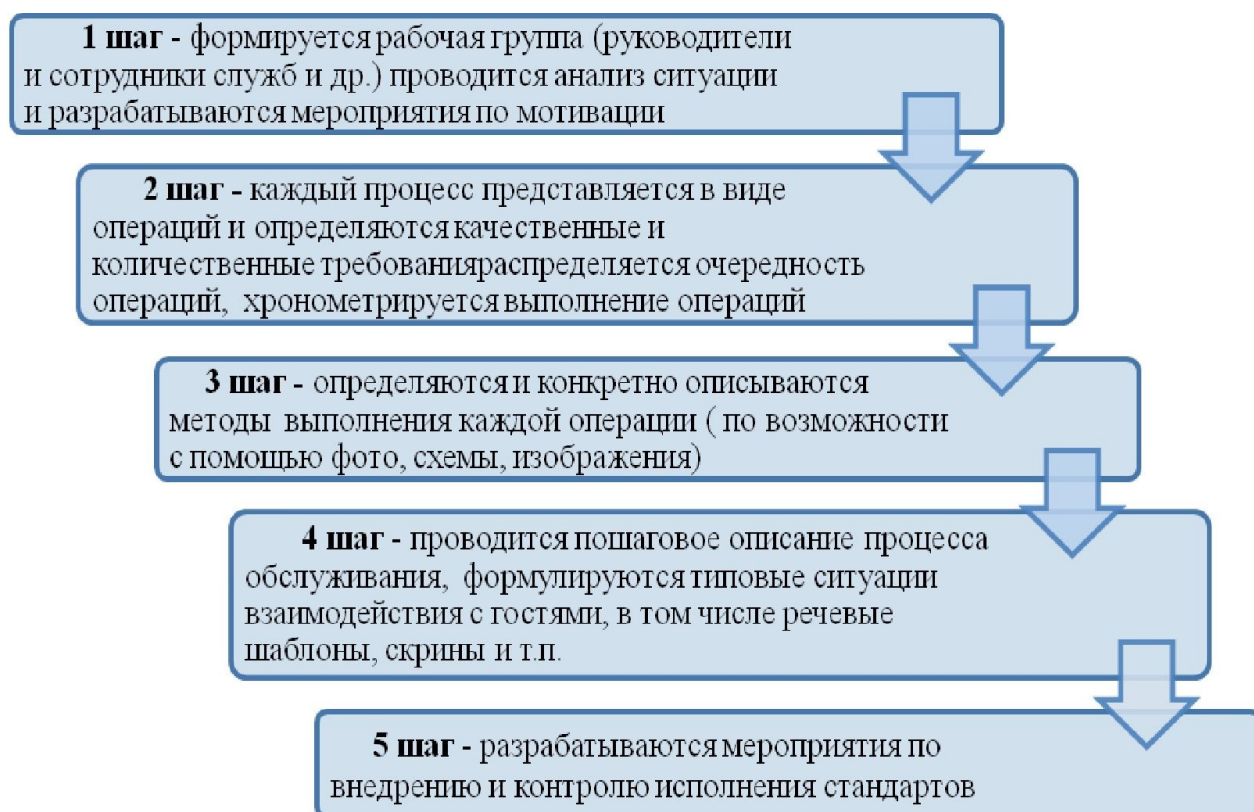 1 шаг - формируется рабочая группа (руководители
и сотрудники служб и др.) проводится анализ ситуации
и разрабатываются мероприятия по мотивации
2 шаг - каждый процесс представляется в виде
операций и определяются качественные и
количественные требованияраспределяется очередность
операций, хронометрируется выполнение операций
3 шаг - определяются и конкретно описываются
методы выполнения каждой операции ( по возможности
с помощью фото, схемы, изображения)
4 шаг - проводится пошаговое описание процесса
обслуживания, формулируются типовые ситуации
взаимодействия с гостями, в том числе речевые
шаблоны, скрины и т.п.
5 шаг - разрабатываются мероприятия по
внедрению и контролю исполнения стандартов